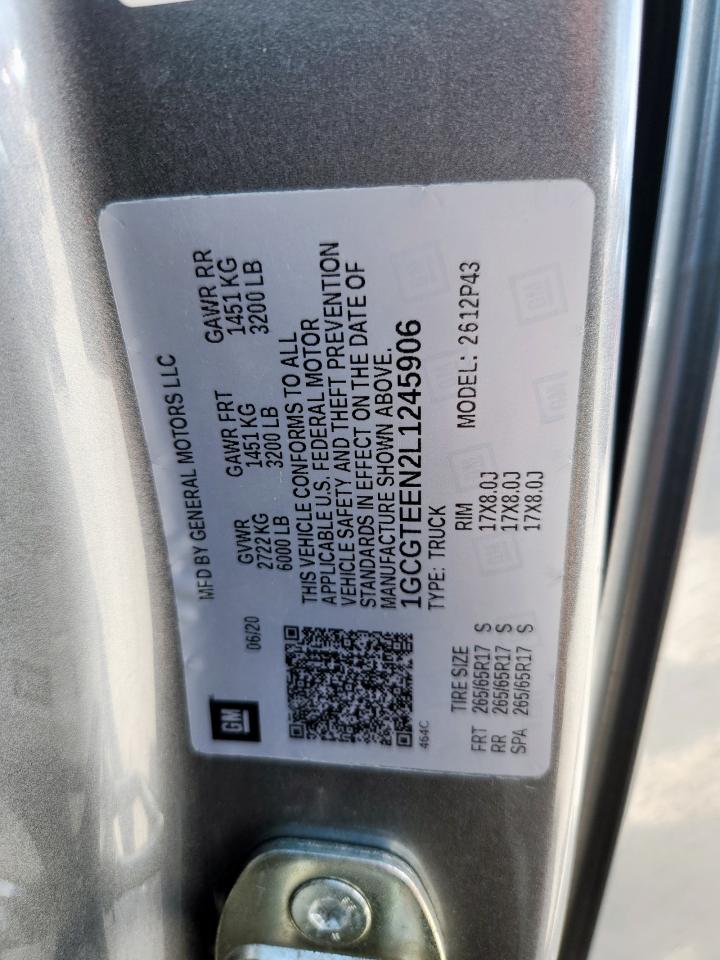 GM
06/20
MFD BY GENERAL MOTORS LLC
GVWR GAWR FRT GAWR RR
2722 KG 1451 KG 1451 KG
6000 LB 3200 LB 3200 LB
THIS VEHICLE CONFORMS TO ALL
APPLICABLE U.S. FEDERAL MOTOR
VEHICLE SAFETY AND THEFT PREVENTION
STANDARDS IN EFFECT ON THE DATE OF
MANUFACTURE SHOWN ABOVE.
1GCGTEEN2L1245906
464C TYPE: TRUCK MODEL: 2612P43
TIRE SIZE RIM
FRT 265/65R17 S 17X8.0J
RR 265/65R17 S 17X8.0J
SPA 265/65R17 S 17X8.0J